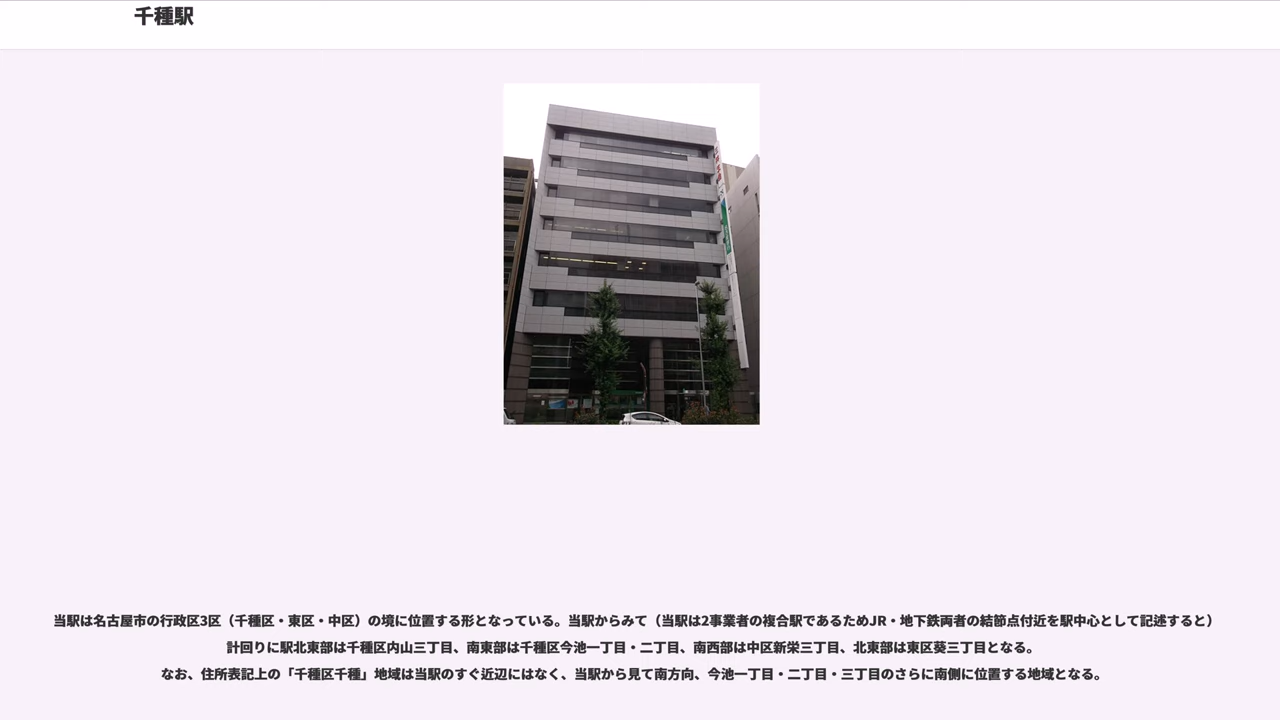 千種駅
当駅は名古屋市の行政区3区（千種区・東区・中区）の境に位置する形となっている。当駅からみて（当駅は2事業者の複合駅であるためJR・地下鉄両者の結節点付近を駅中心として記述すると）
計回りに駅北東部は千種区内山三丁目、南東部は千種区今池一丁目・二丁目、南西部は中区新栄三丁目、北東部は東区葵三丁目となる。
なお、住所表記上の「千種区千種」地域は当駅のすぐ近辺にはなく、当駅から見て南方向、今池一丁目・二丁目・三丁目のさらに南側に位置する地域となる。